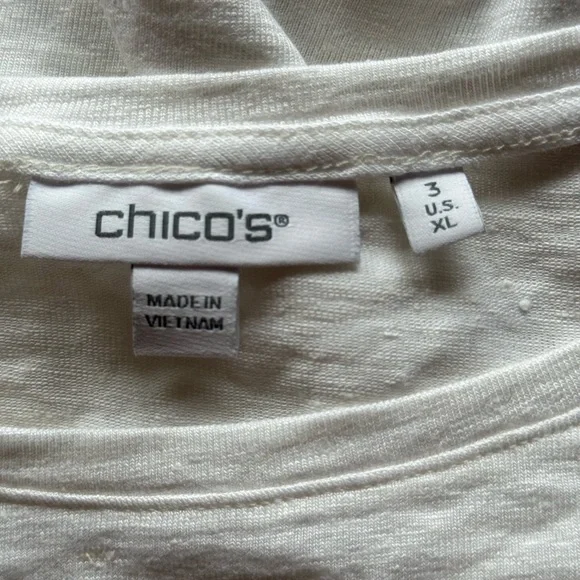 chico's®
3
U.S.
XL
MADE IN
VIETNAM